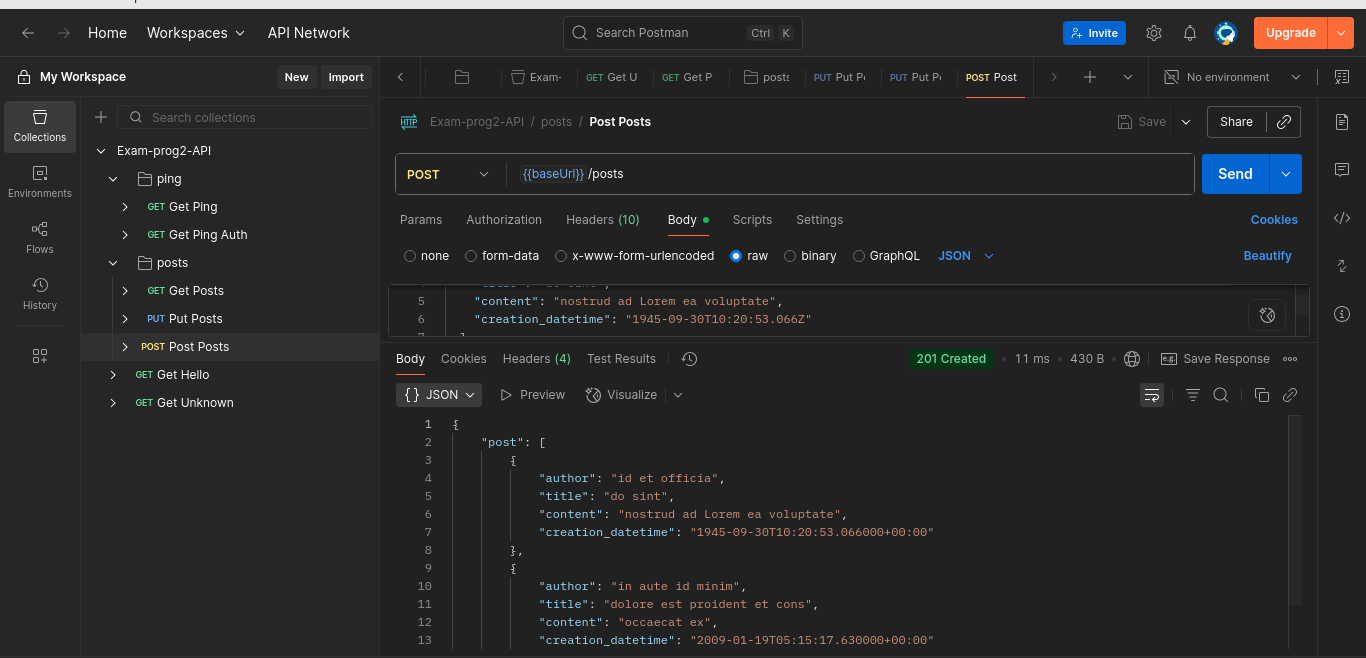 Home Workspaces API Network Search Postman Ctrl K Invite Upgrade
My Workspace New Import Exam- GET Get U GET Get P posts PUT Put P PUT Put P POST Post No environment
Collections
Environments
Flows
History
Search collections
Exam-prog2-API
ping
GET Get Ping
GET Get Ping Auth
posts
GET Get Posts
PUT Put Posts
POST Post Posts
GET Get Hello
GET Get Unknown
HTTP Exam-prog2-API / posts / Post Posts Save Share
POST {{baseUrl}} /posts Send
Params Authorization Headers (10) Body Scripts Settings Cookies
none form-data x-www-form-urlencoded raw binary GraphQL JSON Beautify
5 "content": "nostrud ad Lorem ea voluptate",
6 "creation_datetime": "1945-09-30T10:20:53.066Z"
Body Cookies Headers (4) Test Results 201 Created 11 ms 430 B e.g. Save Response
{} JSON Preview Visualize
1 {
2 "post": [
3 {
4 "author": "id et officia",
5 "title": "do sint",
6 "content": "nostrud ad Lorem ea voluptate",
7 "creation_datetime": "1945-09-30T10:20:53.066000+00:00"
8 },
9 {
10 "author": "in aute id minim",
11 "title": "dolore est proident et cons",
12 "content": "occaecat ex",
13 "creation_datetime": "2009-01-19T05:15:17.630000+00:00"